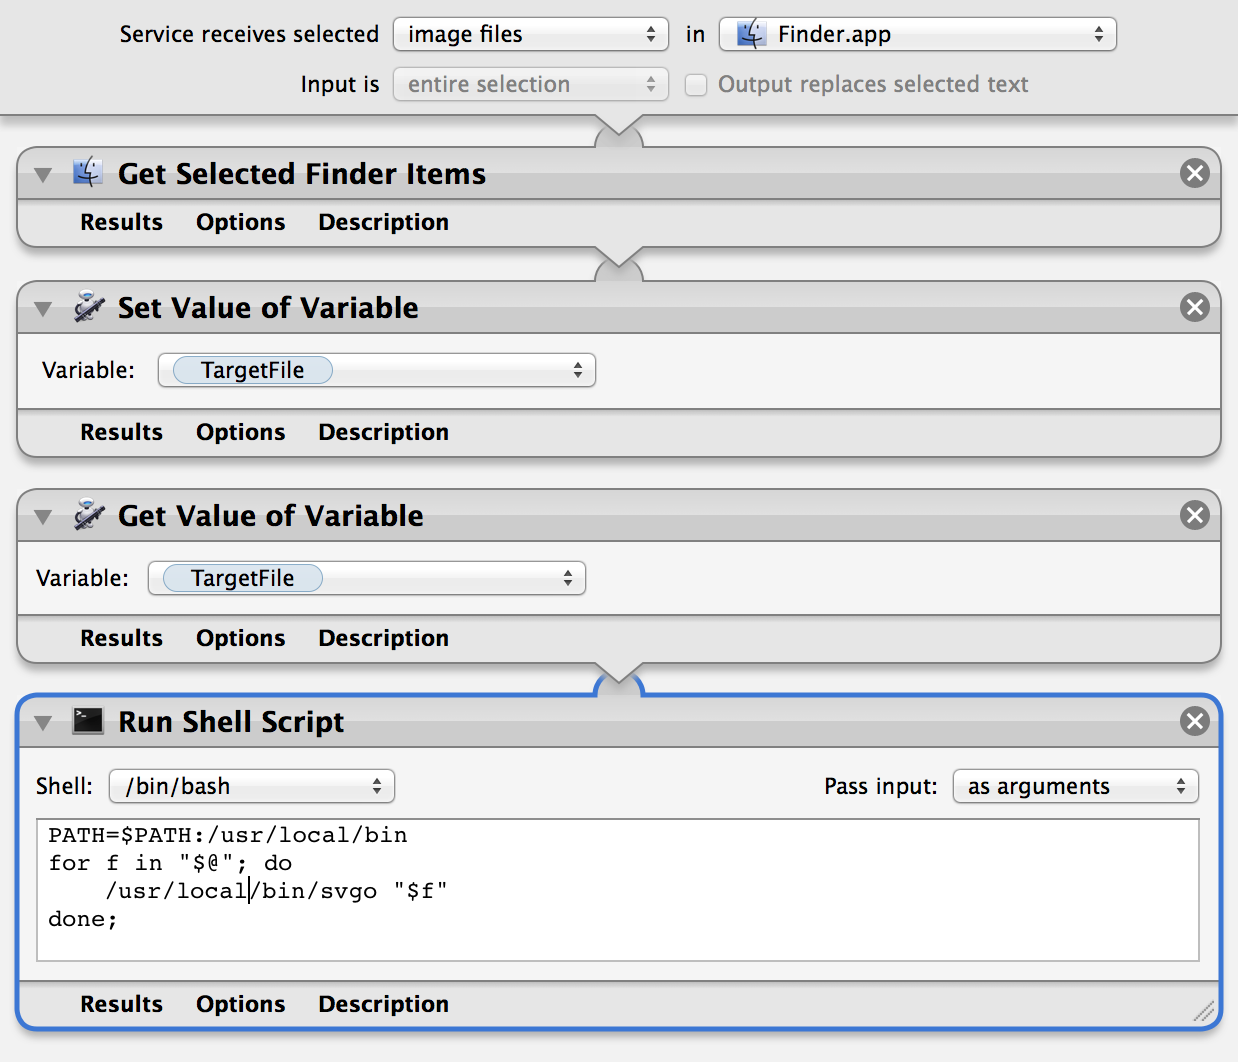 Service receives selected image files in Finder.app
Input is entire selection Output replaces selected text
Get Selected Finder Items
Results Options Description
Set Value of Variable
Variable: TargetFile
Results Options Description
Get Value of Variable
Variable: TargetFile
Results Options Description
Run Shell Script
Shell: /bin/bash Pass input: as arguments
PATH=$PATH:/usr/local/bin
for f in "$@"; do
    /usr/local/bin/svgo "$f"
done;
Results Options Description